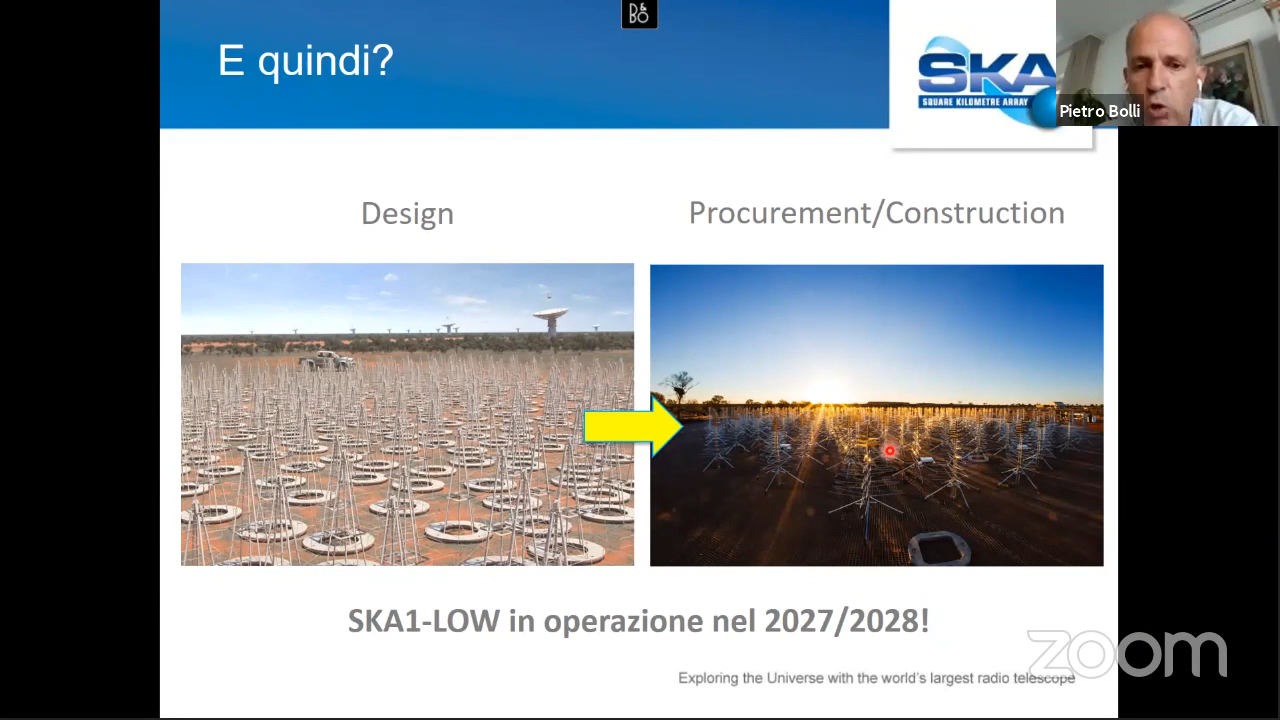 B&O
E quindi?
SKA
SQUARE KILOMETRE ARRAY
Pietro Bolli
Design
Procurement/Construction
SKA1-LOW in operazione nel 2027/2028!
zoom
Exploring the Universe with the world's largest radio telescope